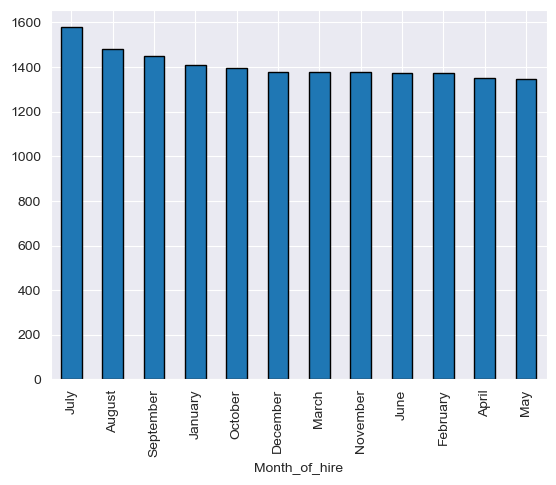 1600
1400
1200
1000
800
600
400
200
0
July
August
September
January
October
December
March
November
June
February
April
May
Month_of_hire